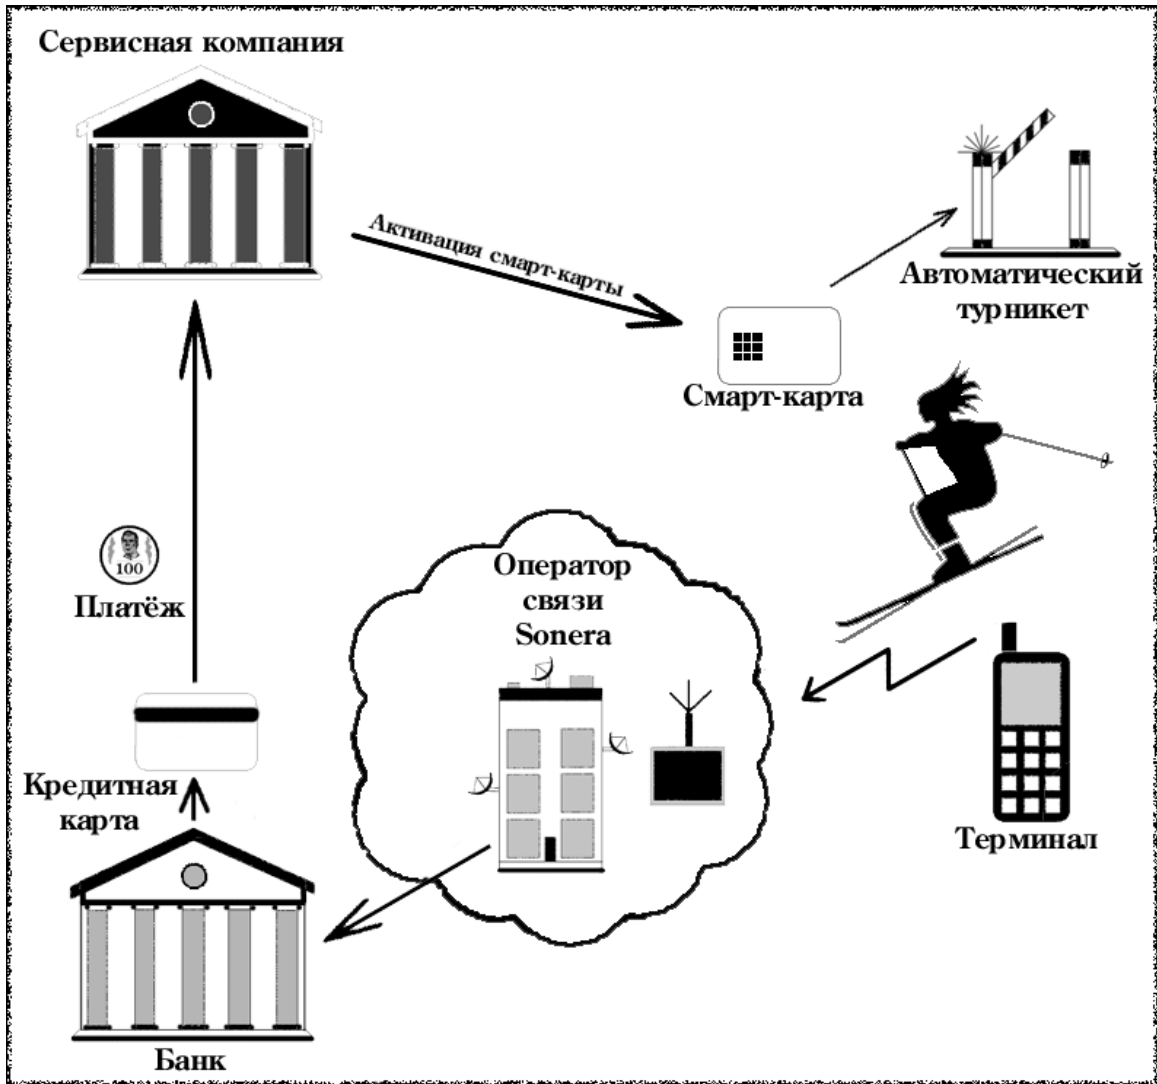 Сервисная компания
Активация смарт-карты
Автоматический
турникет
Смарт-карта
Оператор
связи
Sonera
100
Платёж
Кредитная
карта
Терминал
Банк